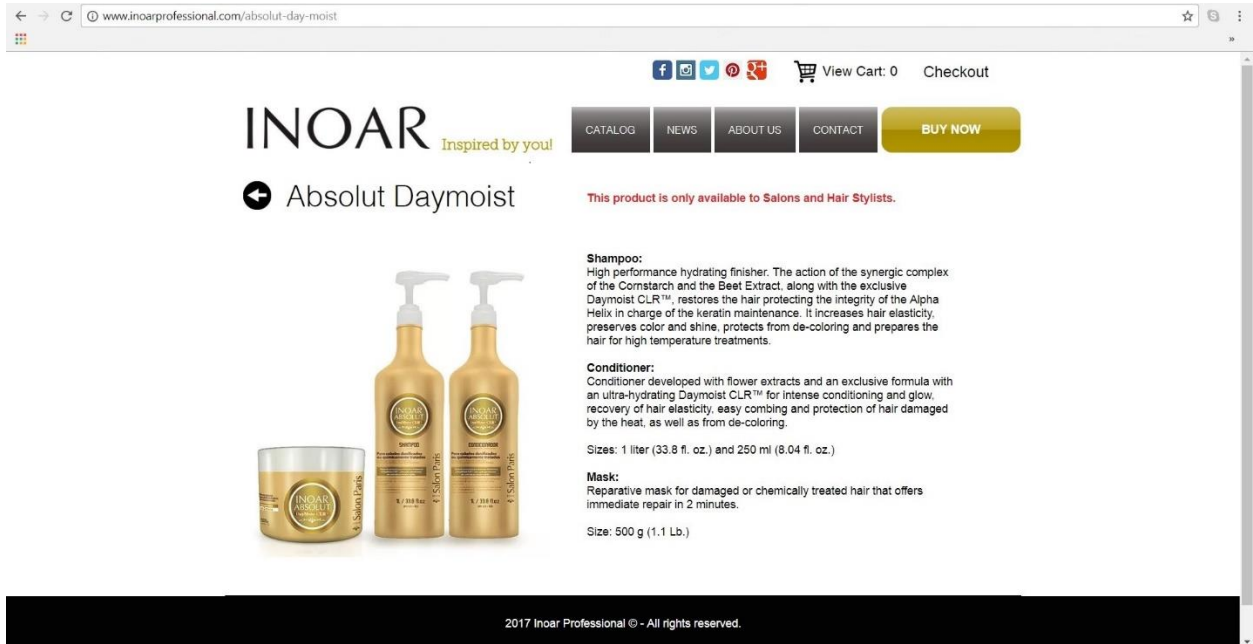 www.inoarprofessional.com/absolut-day-moist
View Cart: 0
Checkout
INOAR Inspired by you!
CATALOG
NEWS
ABOUT US
CONTACT
BUY NOW
Absolut Daymoist
This product is only available to Salons and Hair Stylists.
Shampoo:
High performance hydrating finisher. The action of the synergic complex
of the Cornstarch and the Beet Extract, along with the exclusive
Daymoist CLR™, restores the hair protecting the integrity of the Alpha
Helix in charge of the keratin maintenance. It increases hair elasticity,
preserves color and shine, protects from de-coloring and prepares the
hair for high temperature treatments.
Conditioner:
Conditioner developed with flower extracts and an exclusive formula with
an ultra-hydrating Daymoist CLR™ for intense conditioning and glow,
recovery of hair elasticity, easy combing and protection of hair damaged
by the heat, as well as from de-coloring.
Sizes: 1 liter (33.8 fl. oz.) and 250 ml (8.04 fl. oz.)
Mask:
Reparative mask for damaged or chemically treated hair that offers
immediate repair in 2 minutes.
Size: 500 g (1.1 Lb.)
INOAR
ABSOLUT
Salon Paris
INOAR
ABSOLUT
SHAMPOO
Salon Paris
INOAR
ABSOLUT
Salon Paris
2017 Inoar Professional © - All rights reserved.